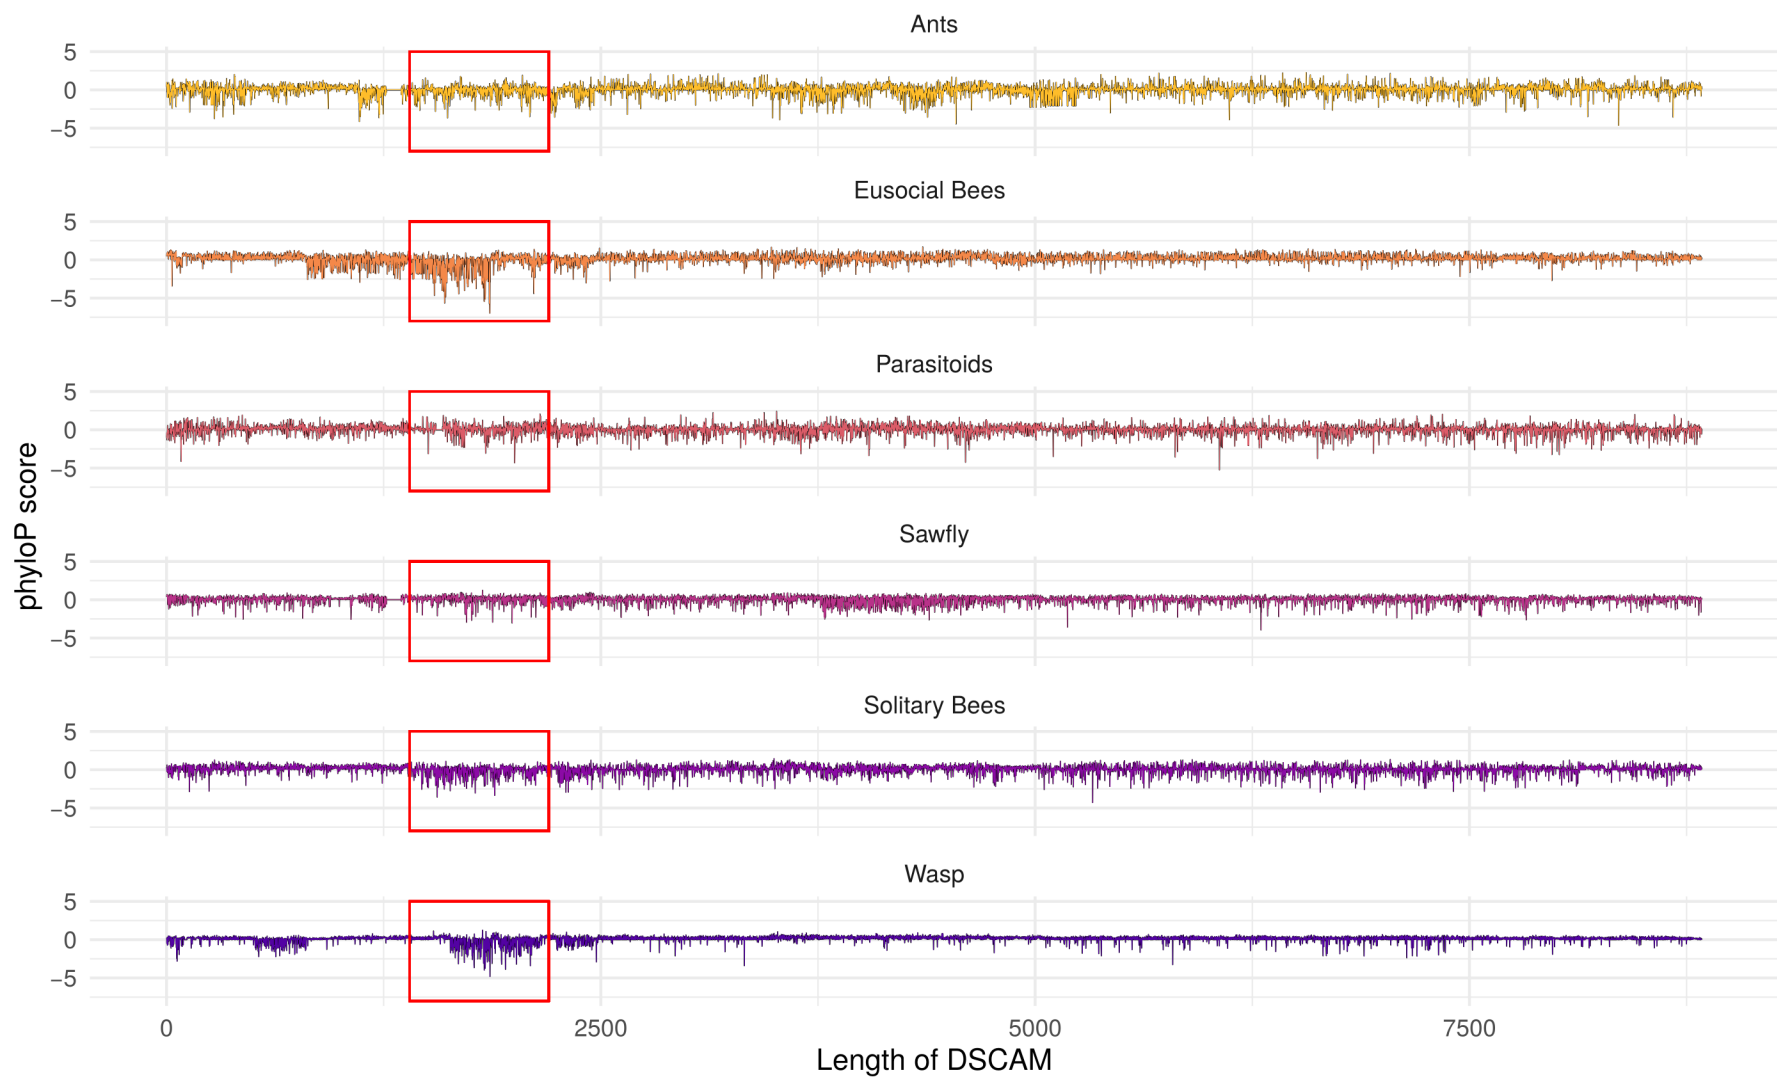 Ants
5
0
−5
Eusocial Bees
5
0
−5
Parasitoids
5
0
−5
Sawfly
5
0
−5
Solitary Bees
5
0
−5
Wasp
5
0
−5
0 2500 5000 7500
Length of DSCAM
phyloP score